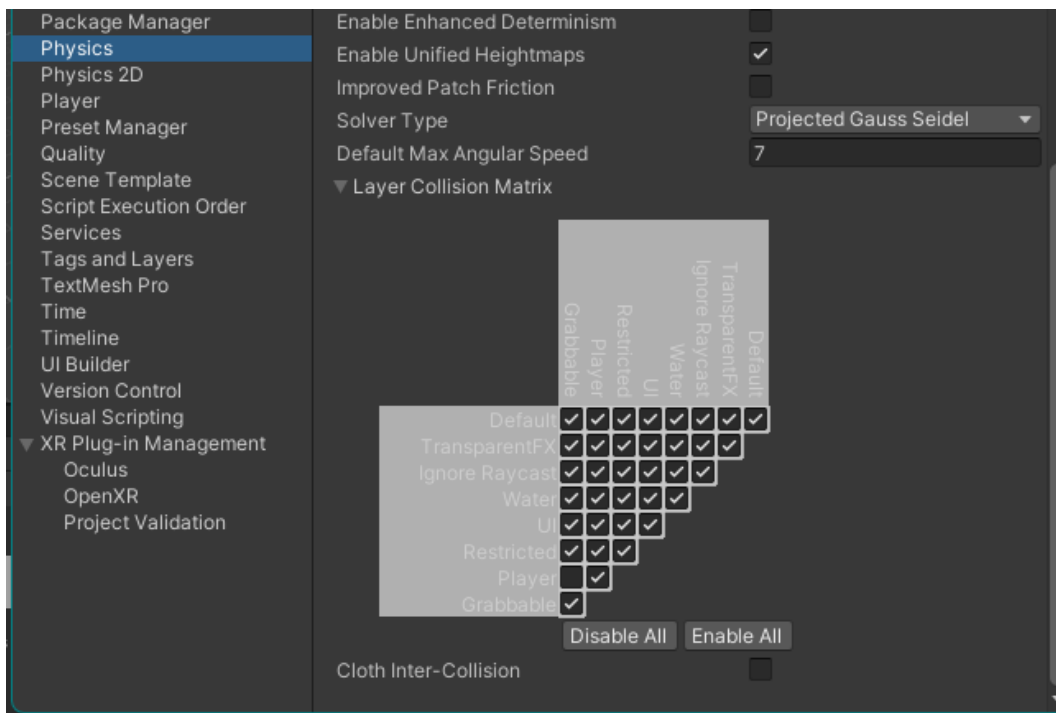 Package Manager
Physics
Physics 2D
Player
Preset Manager
Quality
Scene Template
Script Execution Order
Services
Tags and Layers
TextMesh Pro
Time
Timeline
UI Builder
Version Control
Visual Scripting
XR Plug-in Management
Oculus
OpenXR
Project Validation
Enable Enhanced Determinism
Enable Unified Heightmaps
Improved Patch Friction
Solver Type Projected Gauss Seidel
Default Max Angular Speed 7
Layer Collision Matrix
Grabbable
Player
Restricted
UI
Water
Ignore Raycast
TransparentFX
Default
Default
TransparentFX
Ignore Raycast
Water
UI
Restricted
Player
Grabbable
Disable All Enable All
Cloth Inter-Collision